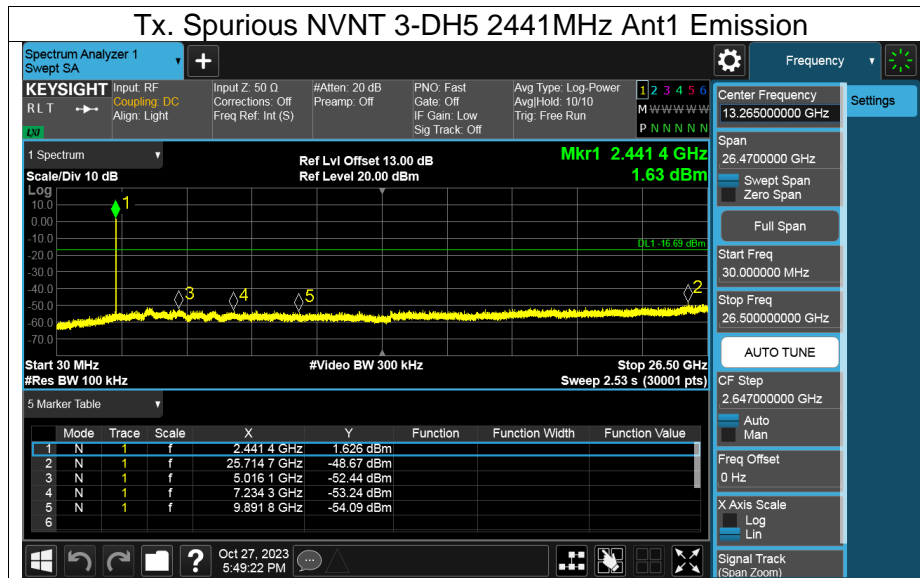 Tx. Spurious NVNT 3-DH5 2441MHz Ant1 Emission
Spectrum Analyzer 1
Swept SA
+
Frequency
KEYSIGHT
R L T
LXI
Input: RF
Coupling: DC
Align: Light
Input Z: 50 Ω
Corrections: Off
Freq Ref: Int (S)
#Atten: 20 dB
Preamp: Off
PNO: Fast
Gate: Off
IF Gain: Low
Sig Track: Off
Avg Type: Log-Power
Avg|Hold: 10/10
Trig: Free Run
1 2 3 4 5 6
M W W W W W
P N N N N N
1 Spectrum
Scale/Div 10 dB
Ref Lvl Offset 13.00 dB
Ref Level 20.00 dBm
Mkr1 2.441 4 GHz
1.63 dBm
Log
10.0
0.00
-10.0
-20.0
-30.0
-40.0
-50.0
-60.0
-70.0
1
2
3
4
5
DL1 -16.69 dBm
Start 30 MHz
#Res BW 100 kHz
#Video BW 300 kHz
Stop 26.50 GHz
Sweep 2.53 s (30001 pts)
5 Marker Table
Mode Trace Scale X Y Function Function Width Function Value
1 N 1 f 2.441 4 GHz 1.626 dBm
2 N 1 f 25.714 7 GHz -48.67 dBm
3 N 1 f 5.016 1 GHz -52.44 dBm
4 N 1 f 7.234 3 GHz -53.24 dBm
5 N 1 f 9.891 8 GHz -54.09 dBm
6
?
Oct 27, 2023
5:49:22 PM
Center Frequency
13.265000000 GHz
Settings
Span
26.4700000 GHz
Swept Span
Zero Span
Full Span
Start Freq
30.000000 MHz
Stop Freq
26.500000000 GHz
AUTO TUNE
CF Step
2.647000000 GHz
Auto
Man
Freq Offset
0 Hz
X Axis Scale
Log
Lin
Signal Track
(Span Zoom)